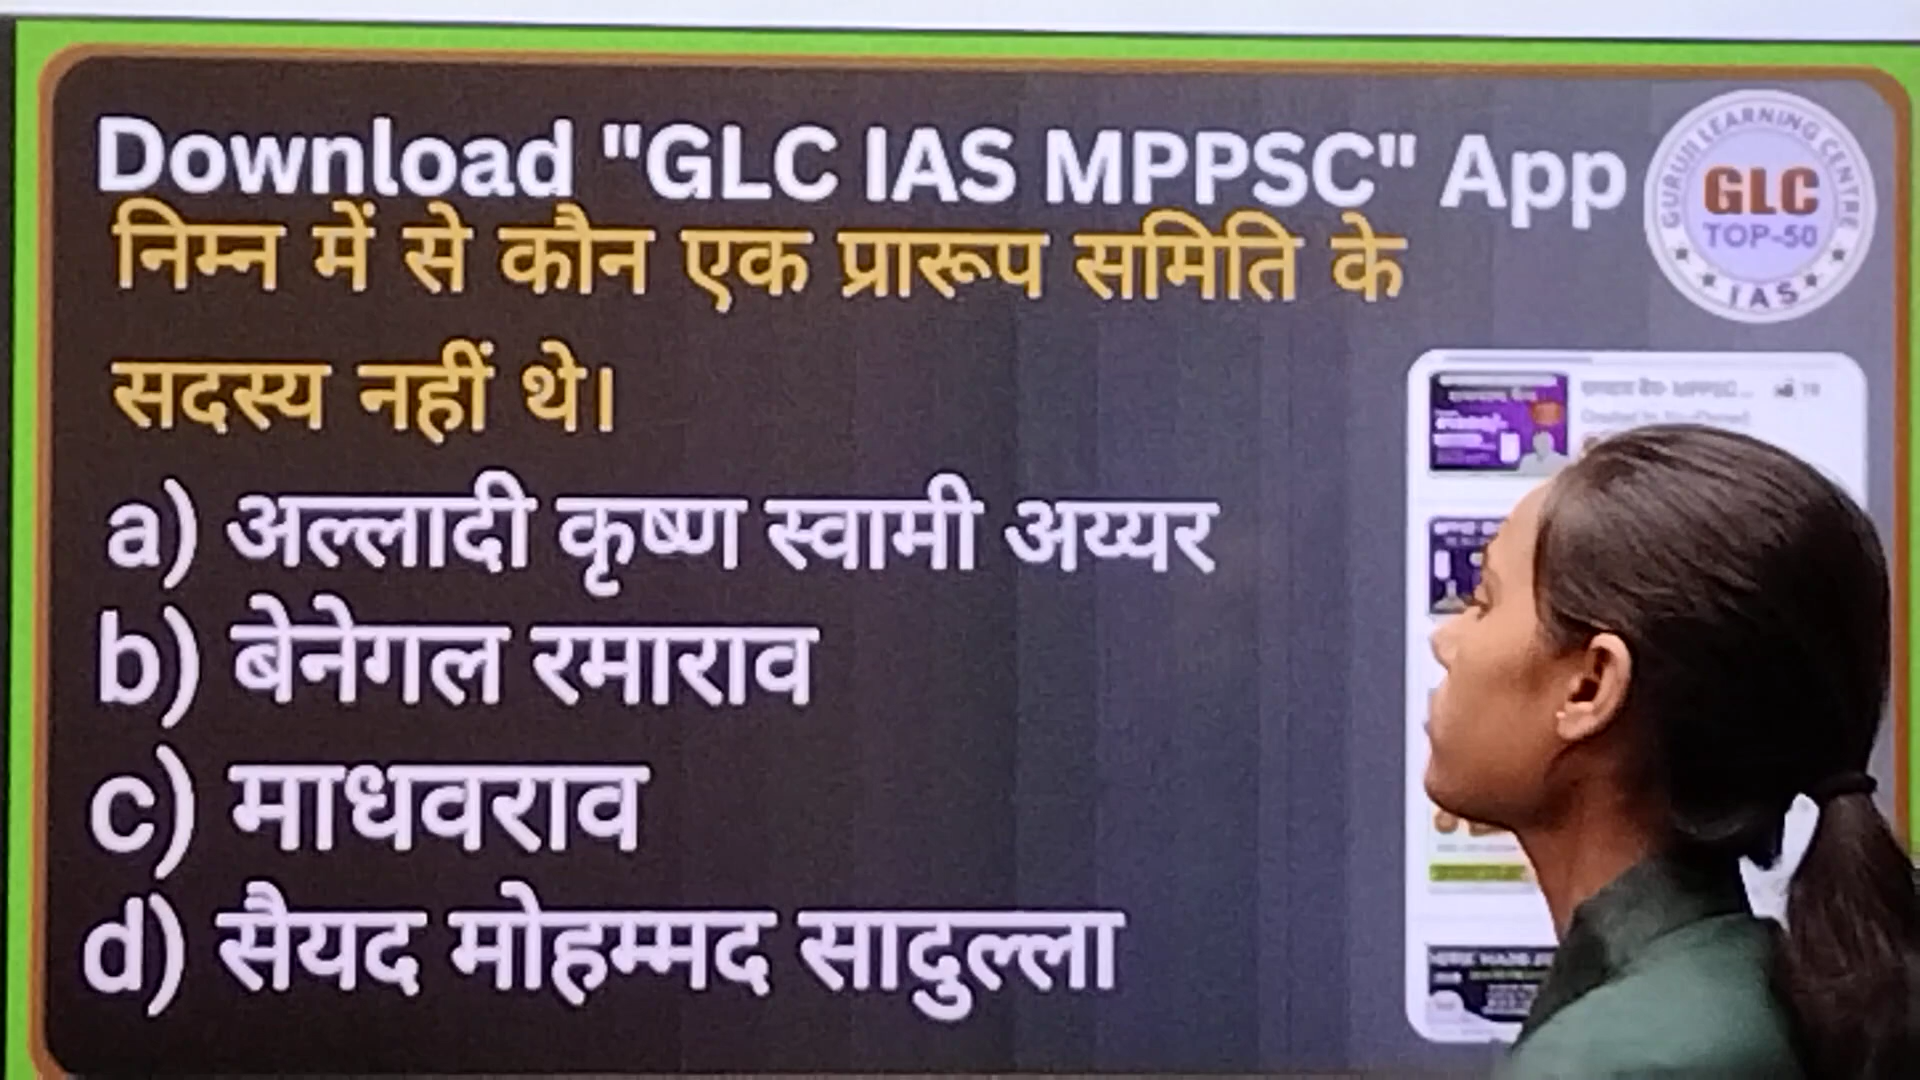 Download "GLC IAS MPPSC" App
GURUJI LEARNING CENTRE
GLC
TOP-50
IAS
निम्न में से कौन एक प्रारूप समिति के
सदस्य नहीं थे।
a) अल्लादी कृष्ण स्वामी अय्यर
b) बेनेगल रमाराव
c) माधवराव
d) सैयद मोहम्मद सादुल्ला